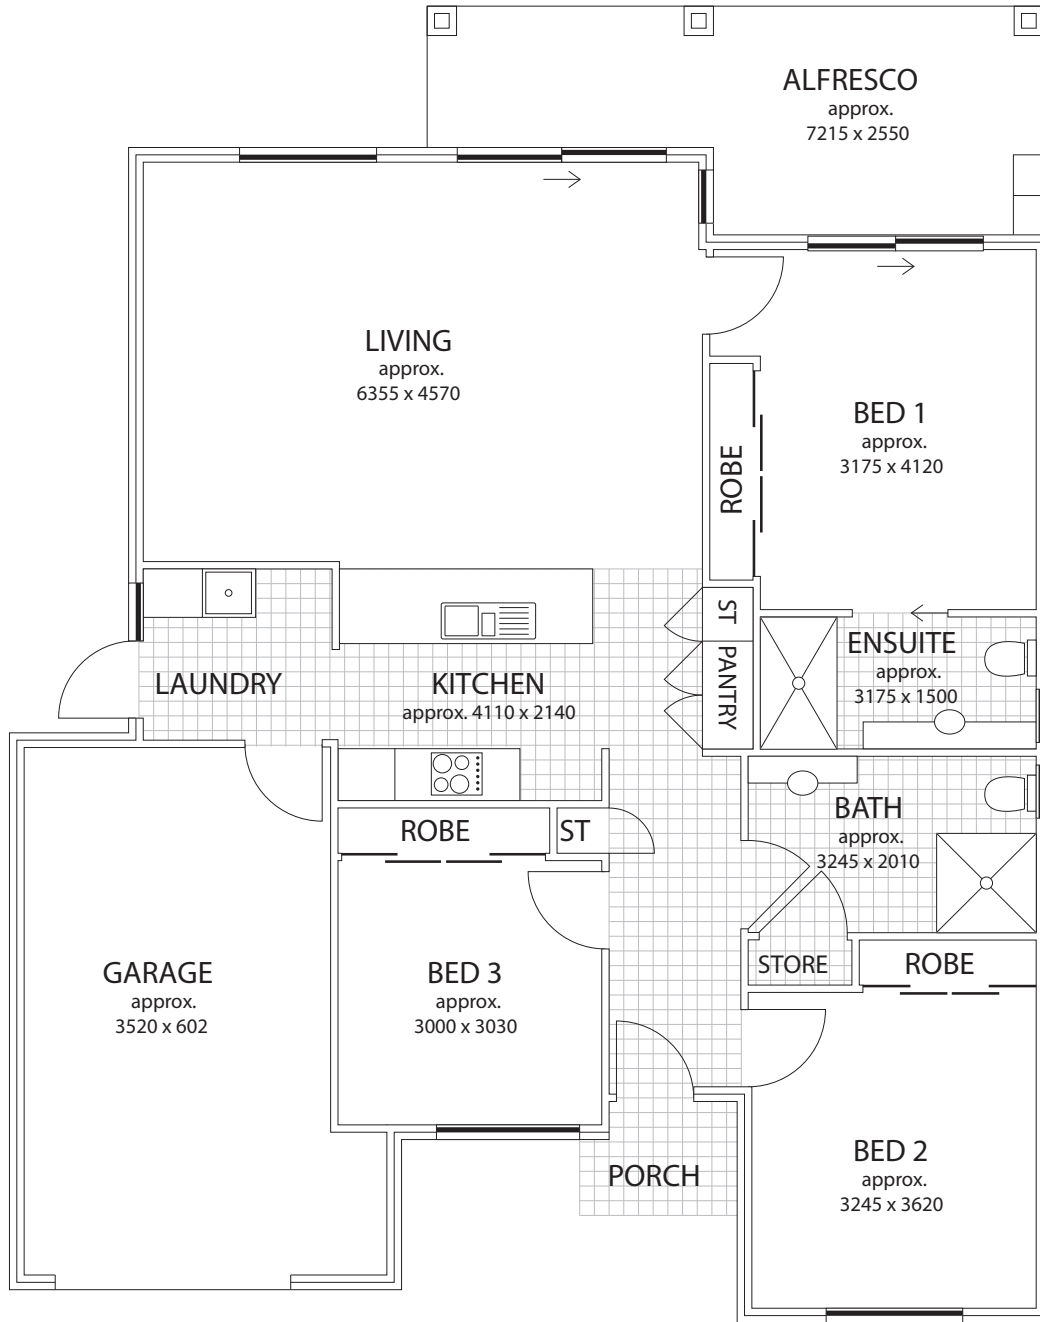 ALFRESCO
approx.
7215 x 2550
LIVING
approx.
6355 x 4570
BED 1
approx.
3175 x 4120
ROBE
ST
PANTRY
ENSUITE
approx.
3175 x 1500
LAUNDRY
KITCHEN
approx. 4110 x 2140
BATH
approx.
3245 x 2010
ROBE
ST
GARAGE
approx.
3520 x 602
BED 3
approx.
3000 x 3030
STORE
ROBE
BED 2
approx.
3245 x 3620
PORCH